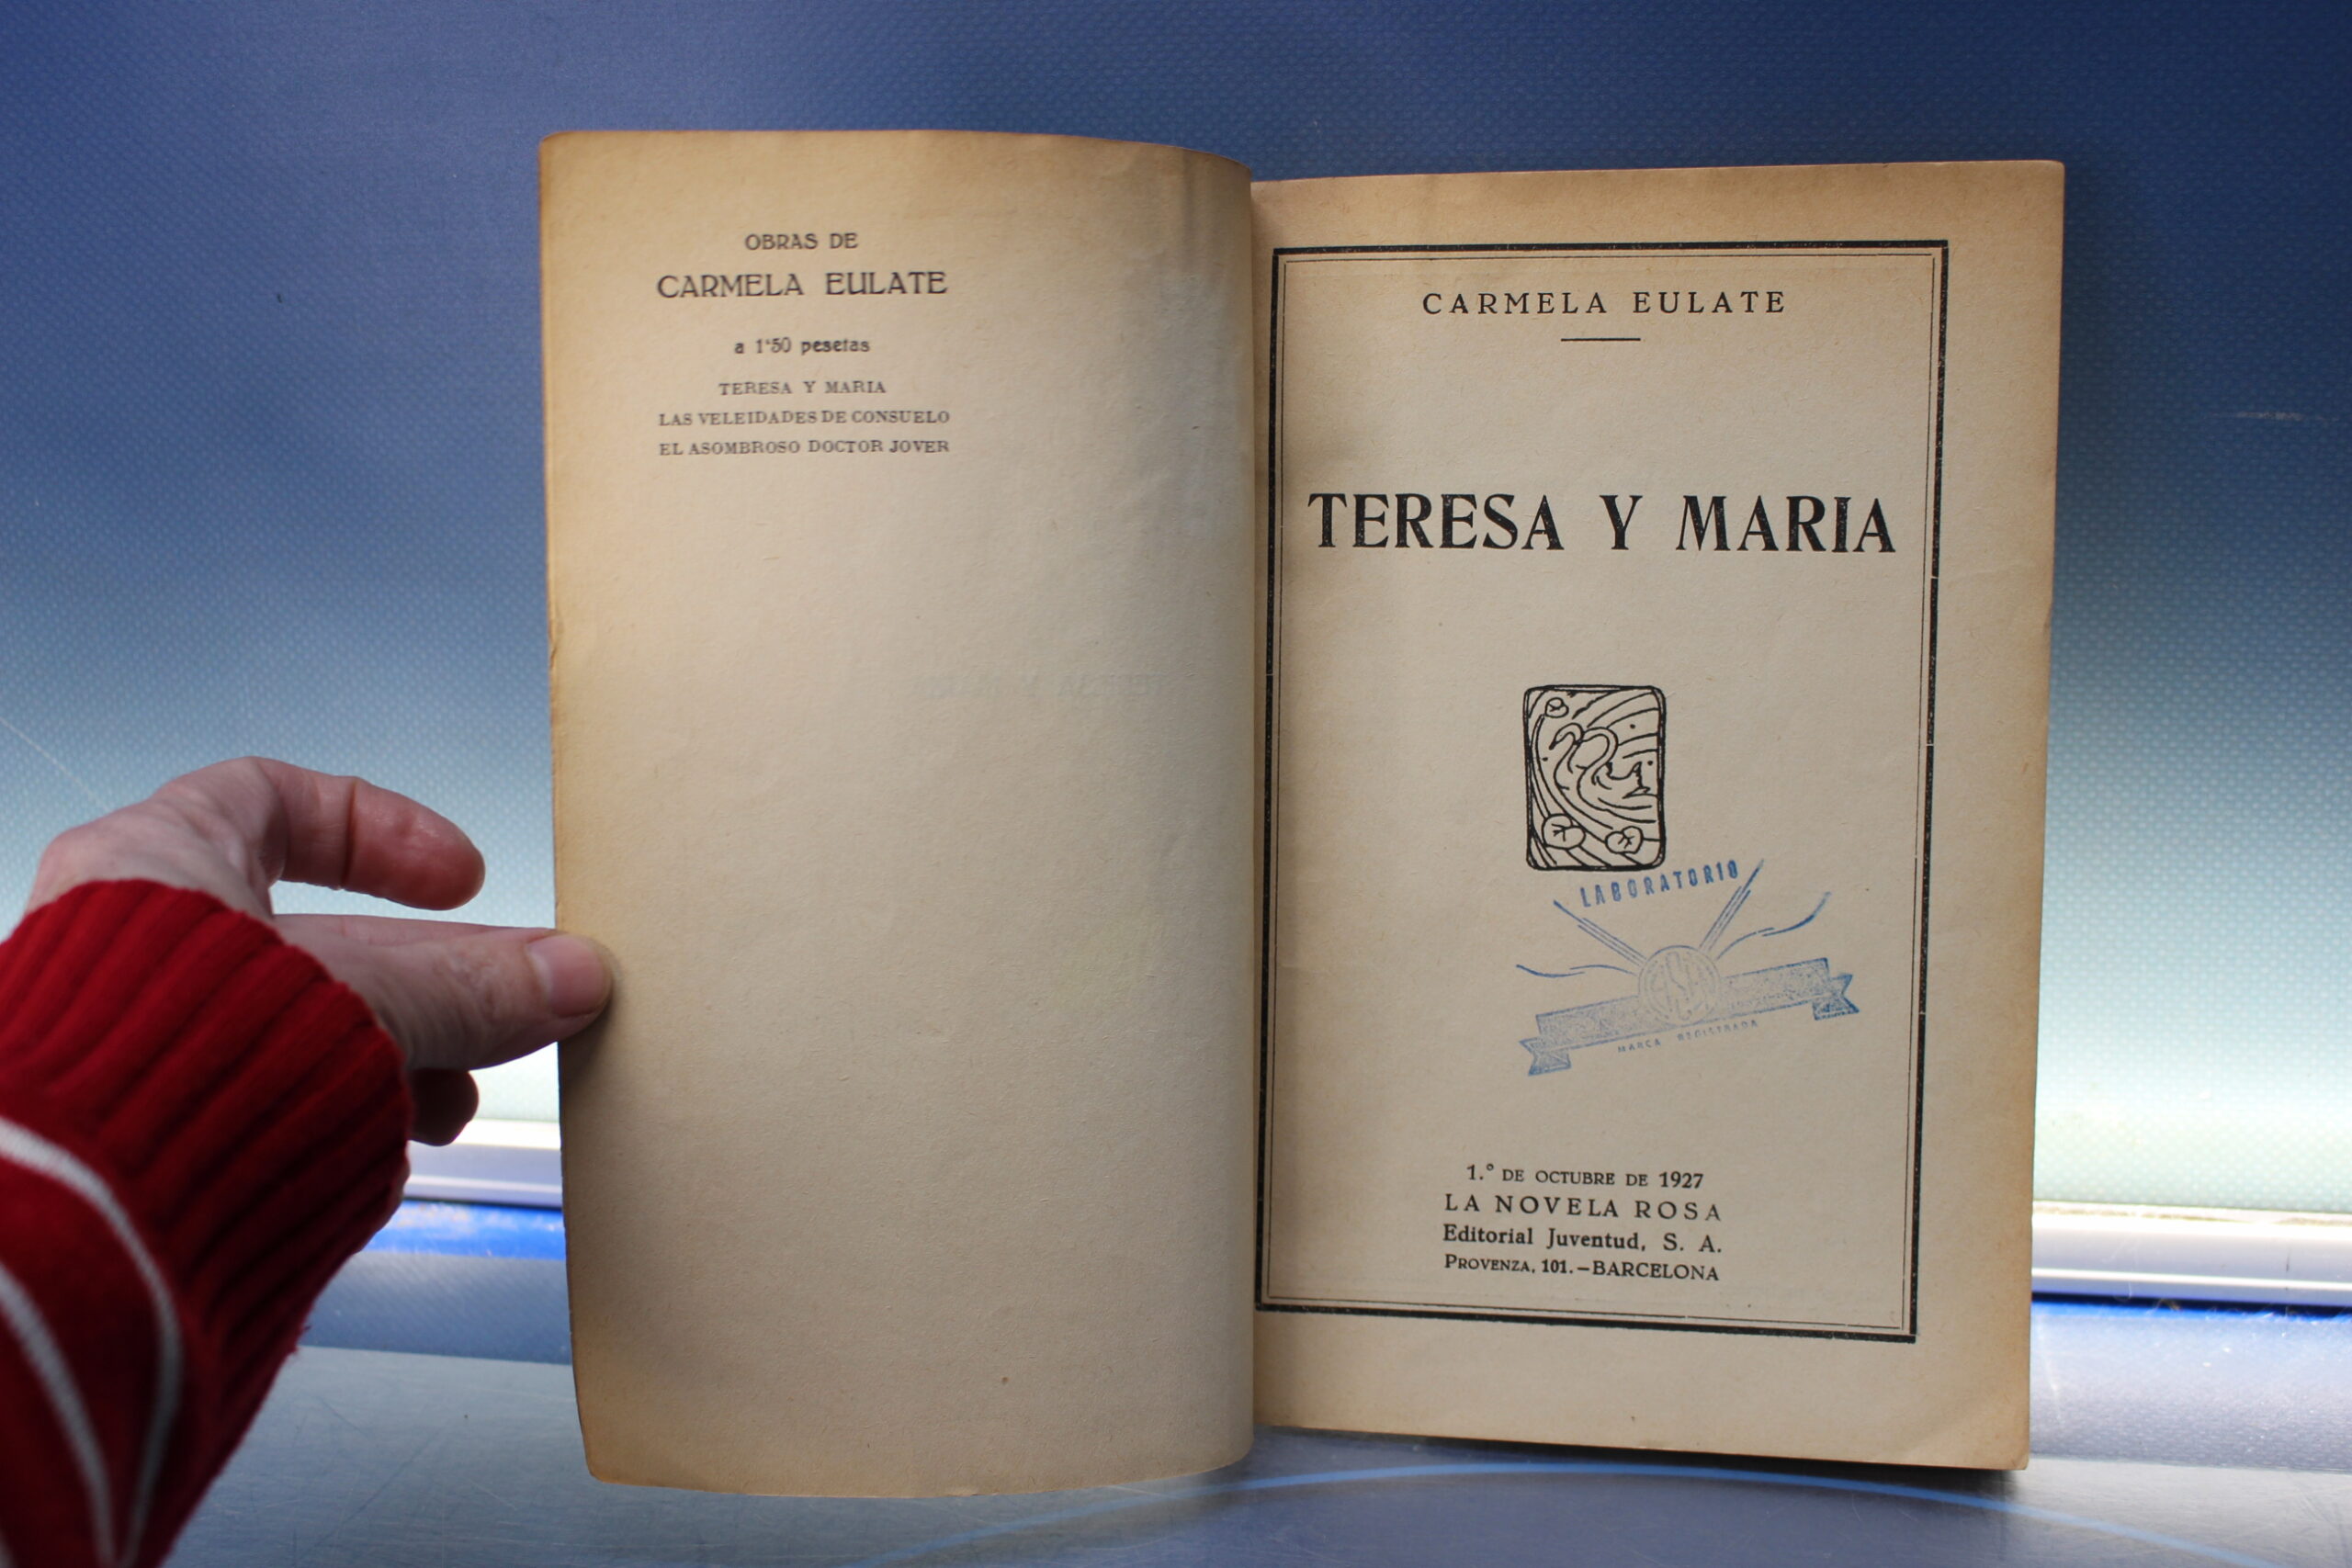 OBRAS DE
CARMELA EULATE
a 1'50 pesetas
TERESA Y MARIA
LAS VELEIDADES DE CONSUELO
EL ASOMBROSO DOCTOR JOVER
CARMELA EULATE
TERESA Y MARIA
LABORATORIO
MARCA REGISTRADA
1.º DE OCTUBRE DE 1927
LA NOVELA ROSA
Editorial Juventud, S. A.
PROVENZA, 101.—BARCELONA